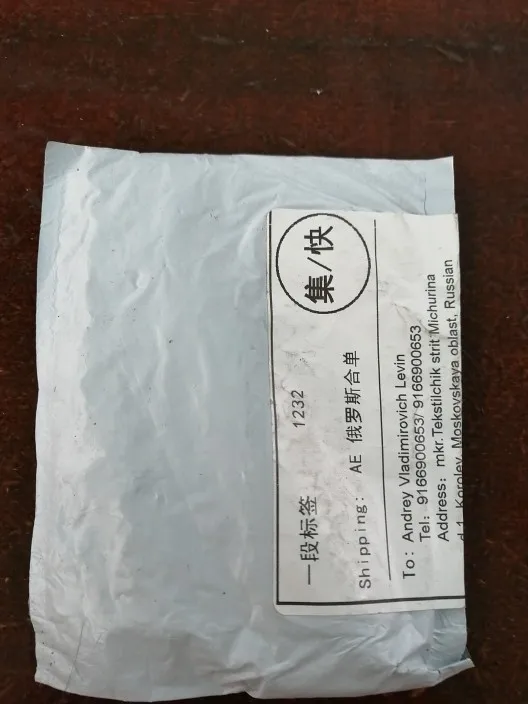 一段标签 1232 集/快
Shipping: AE 俄罗斯合单
To: Andrey Vladimirovich Levin
Tel: 9166900653/ 9166900653
Address: mkr.Tekstilchik strit Michurina
d.1, Korolev, Moskovskaya oblast, Russian